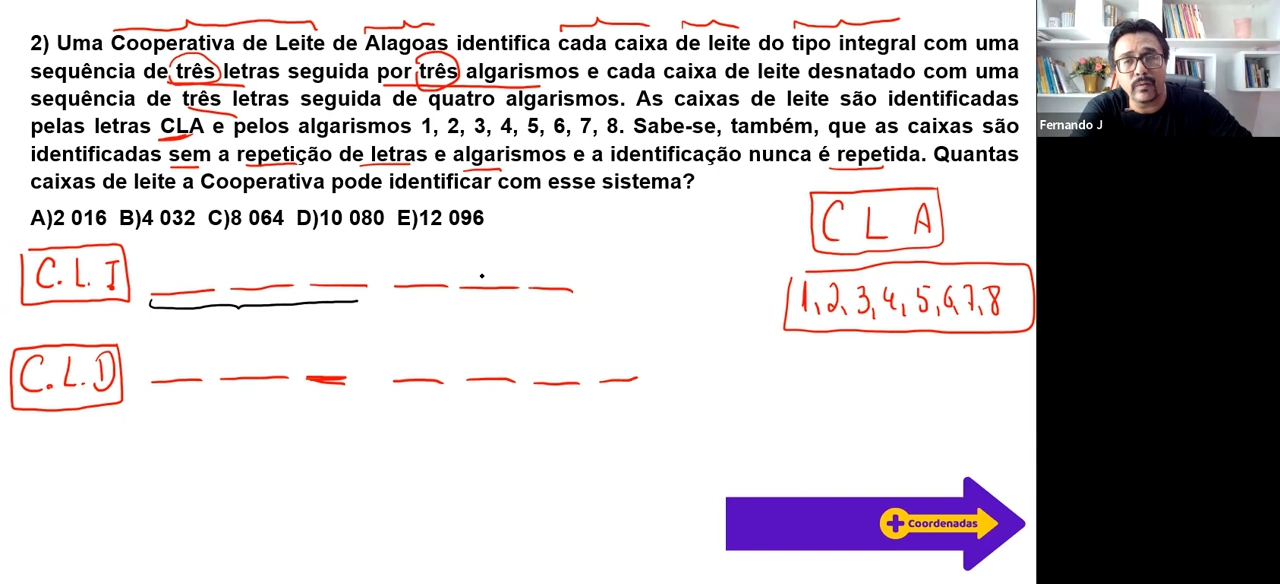 2) Uma Cooperativa de Leite de Alagoas identifica cada caixa de leite do tipo integral com uma
sequência de três letras seguida por três algarismos e cada caixa de leite desnatado com uma
sequência de três letras seguida de quatro algarismos. As caixas de leite são identificadas
pelas letras CLA e pelos algarismos 1, 2, 3, 4, 5, 6, 7, 8. Sabe-se, também, que as caixas são
identificadas sem a repetição de letras e algarismos e a identificação nunca é repetida. Quantas
caixas de leite a Cooperativa pode identificar com esse sistema?
A)2 016 B)4 032 C)8 064 D)10 080 E)12 096
C L A
C.L.I
1,2,3,4,5,6,7,8
C.L.D
Fernando J
+ Coordenadas